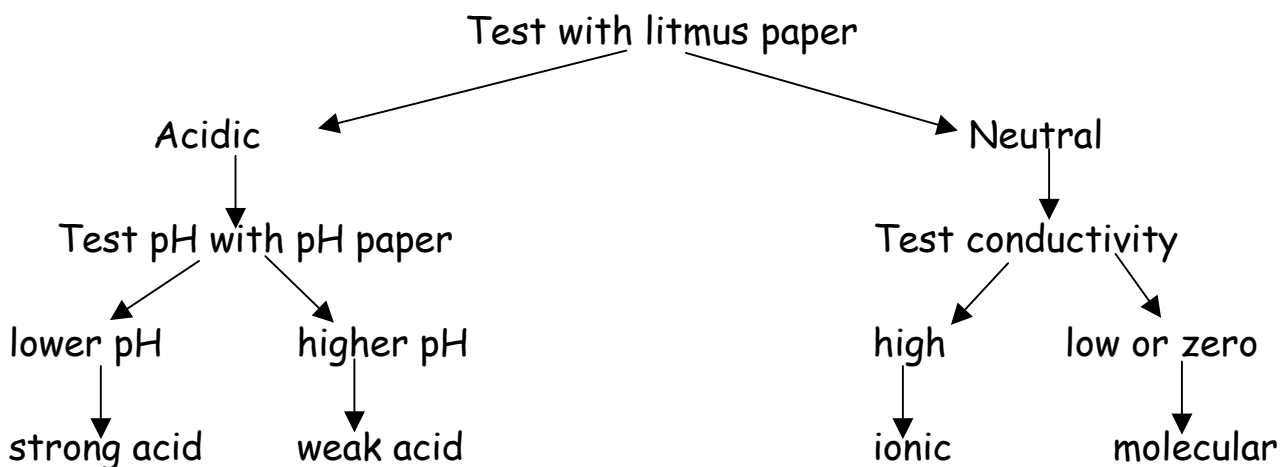 Test with litmus paper
Acidic
Neutral
Test pH with pH paper
Test conductivity
lower pH
higher pH
high
low or zero
strong acid
weak acid
ionic
molecular